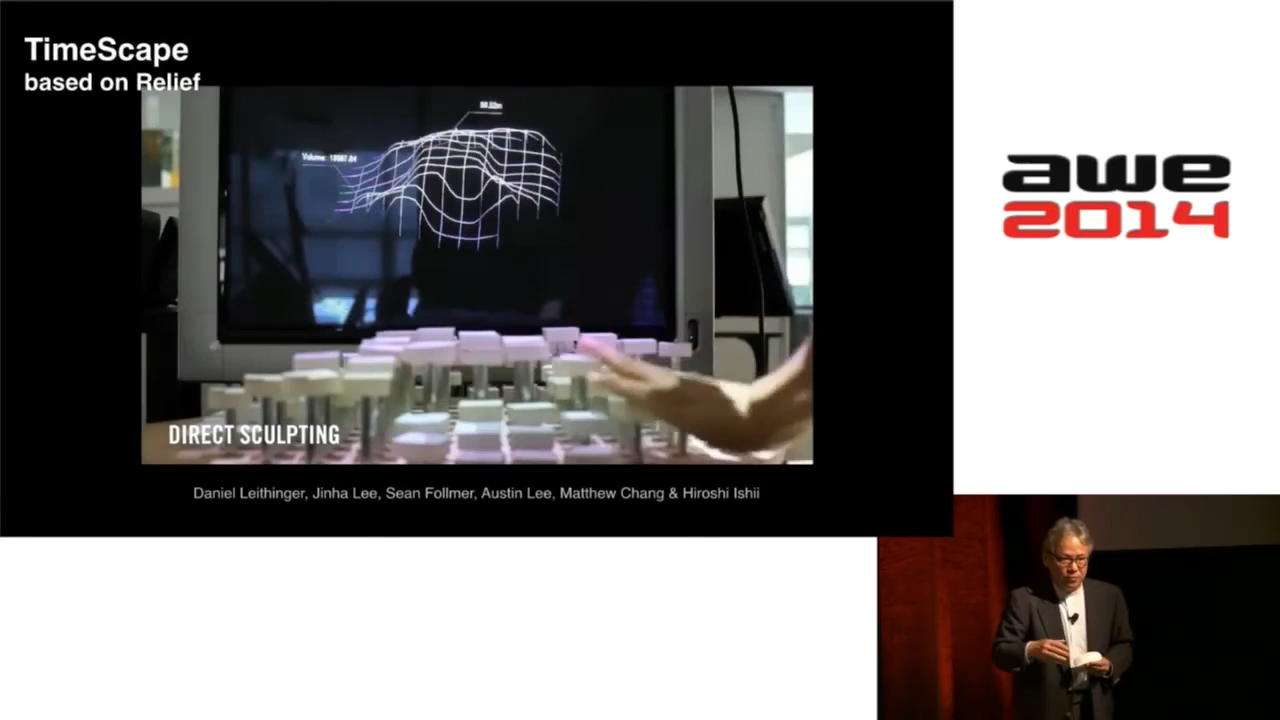 TimeScape
based on Relief
Volume:
DIRECT SCULPTING
Daniel Leithinger, Jinha Lee, Sean Follmer, Austin Lee, Matthew Chang & Hiroshi Ishii
awe
2014